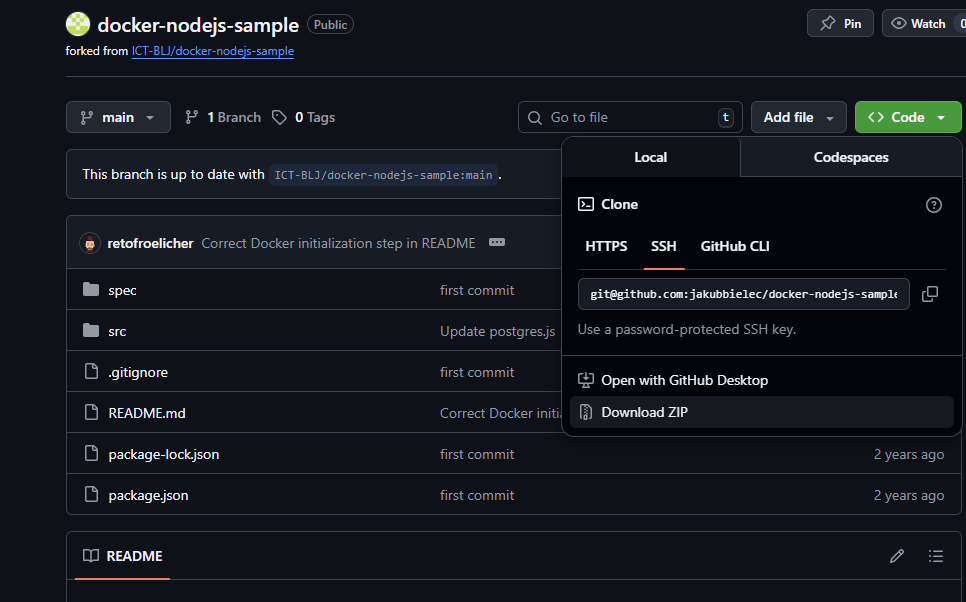 docker-nodejs-sample Public
Pin
Watch 0
forked from ICT-BLJ/docker-nodejs-sample
main
1 Branch
0 Tags
Go to file t
Add file
Code
Local
Codespaces
This branch is up to date with ICT-BLJ/docker-nodejs-sample:main .
Clone
HTTPS
SSH
GitHub CLI
git@github.com:jakubbielec/docker-nodejs-sample
Use a password-protected SSH key.
Open with GitHub Desktop
Download ZIP
retofroelicher Correct Docker initialization step in README
spec first commit
src Update postgres.js
.gitignore first commit
README.md Correct Docker initi
package-lock.json first commit 2 years ago
package.json first commit 2 years ago
README